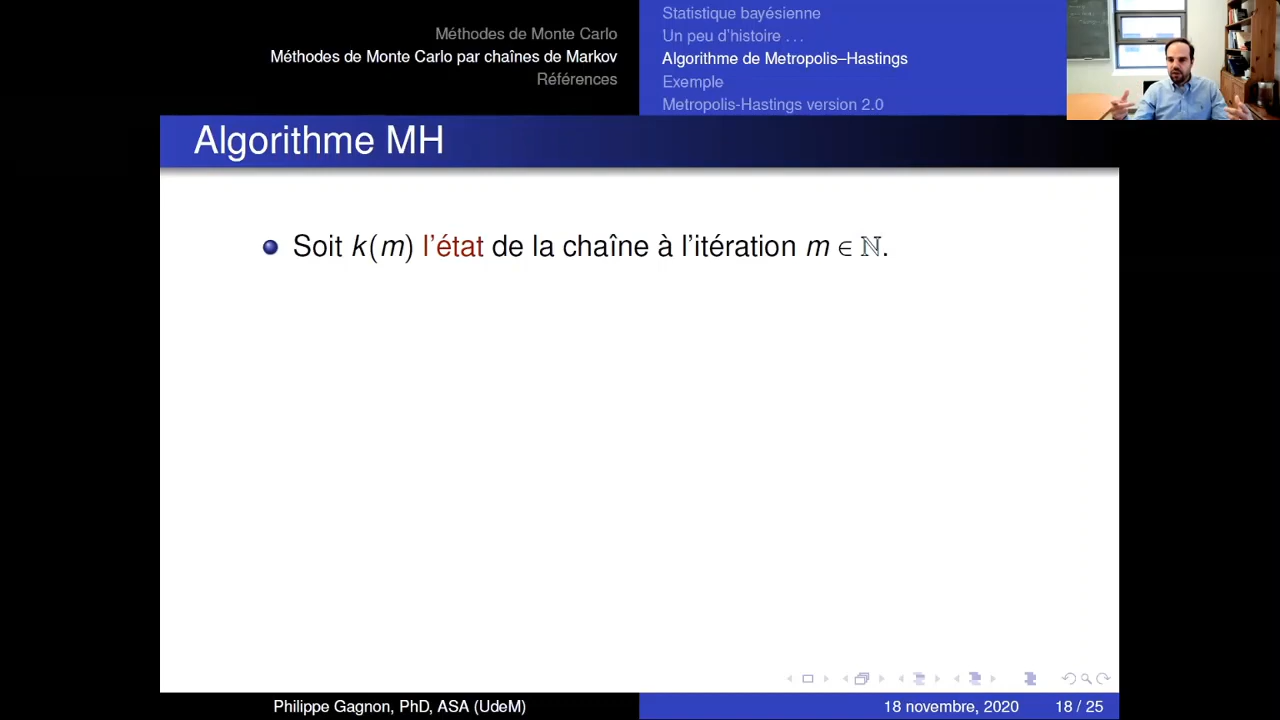 Méthodes de Monte Carlo
Méthodes de Monte Carlo par chaînes de Markov
Références
Statistique bayésienne
Un peu d'histoire . . .
Algorithme de Metropolis–Hastings
Exemple
Metropolis-Hastings version 2.0
Algorithme MH
Soit k(m) l'état de la chaîne à l'itération m ∈ ℕ.
Philippe Gagnon, PhD, ASA (UdeM)
18 novembre, 2020
18 / 25